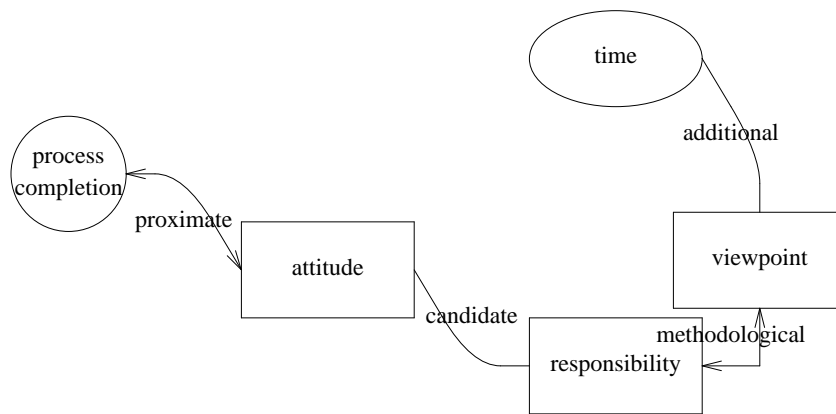 time
additional
process
completion
proximate
attitude
viewpoint
candidate
methodological
responsibility